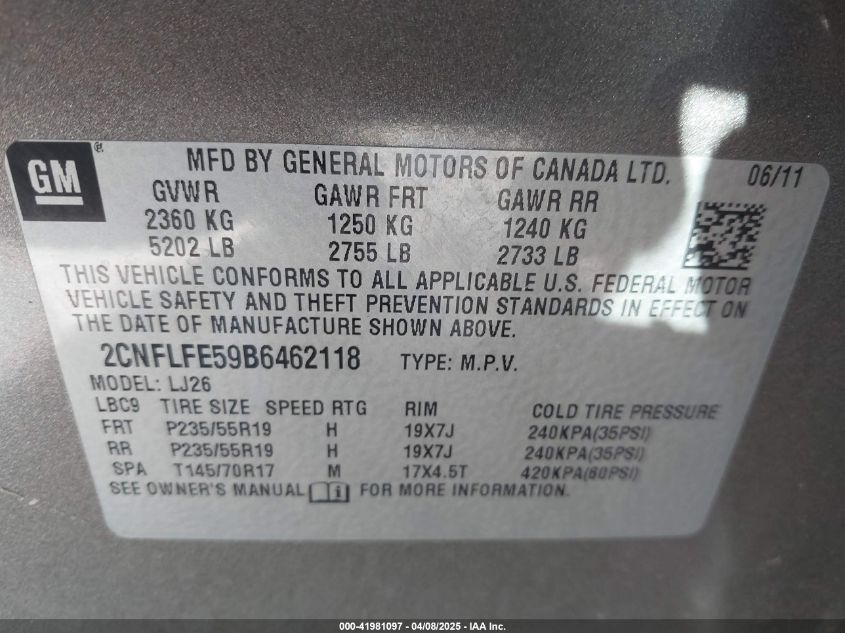 GM®
MFD BY GENERAL MOTORS OF CANADA LTD. 06/11
GVWR GAWR FRT GAWR RR
2360 KG 1250 KG 1240 KG
5202 LB 2755 LB 2733 LB
THIS VEHICLE CONFORMS TO ALL APPLICABLE U.S. FEDERAL MOTOR
VEHICLE SAFETY AND THEFT PREVENTION STANDARDS IN EFFECT ON
THE DATE OF MANUFACTURE SHOWN ABOVE.
2CNFLFE59B6462118 TYPE: M.P.V.
MODEL: LJ26
LBC9 TIRE SIZE SPEED RTG RIM COLD TIRE PRESSURE
FRT P235/55R19 H 19X7J 240KPA(35PSI)
RR P235/55R19 H 19X7J 240KPA(35PSI)
SPA T145/70R17 M 17X4.5T 420KPA(60PSI)
SEE OWNER'S MANUAL FOR MORE INFORMATION.
000-41981097 - 04/08/2025 - IAA Inc.